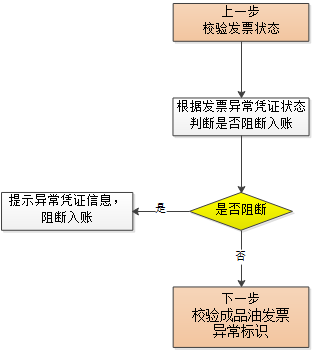 上一步
校验发票状态
根据发票异常凭证状态
判断是否阻断入账
是否阻断
是
提示异常凭证信息，
阻断入账
否
下一步
校验成品油发票
异常标识